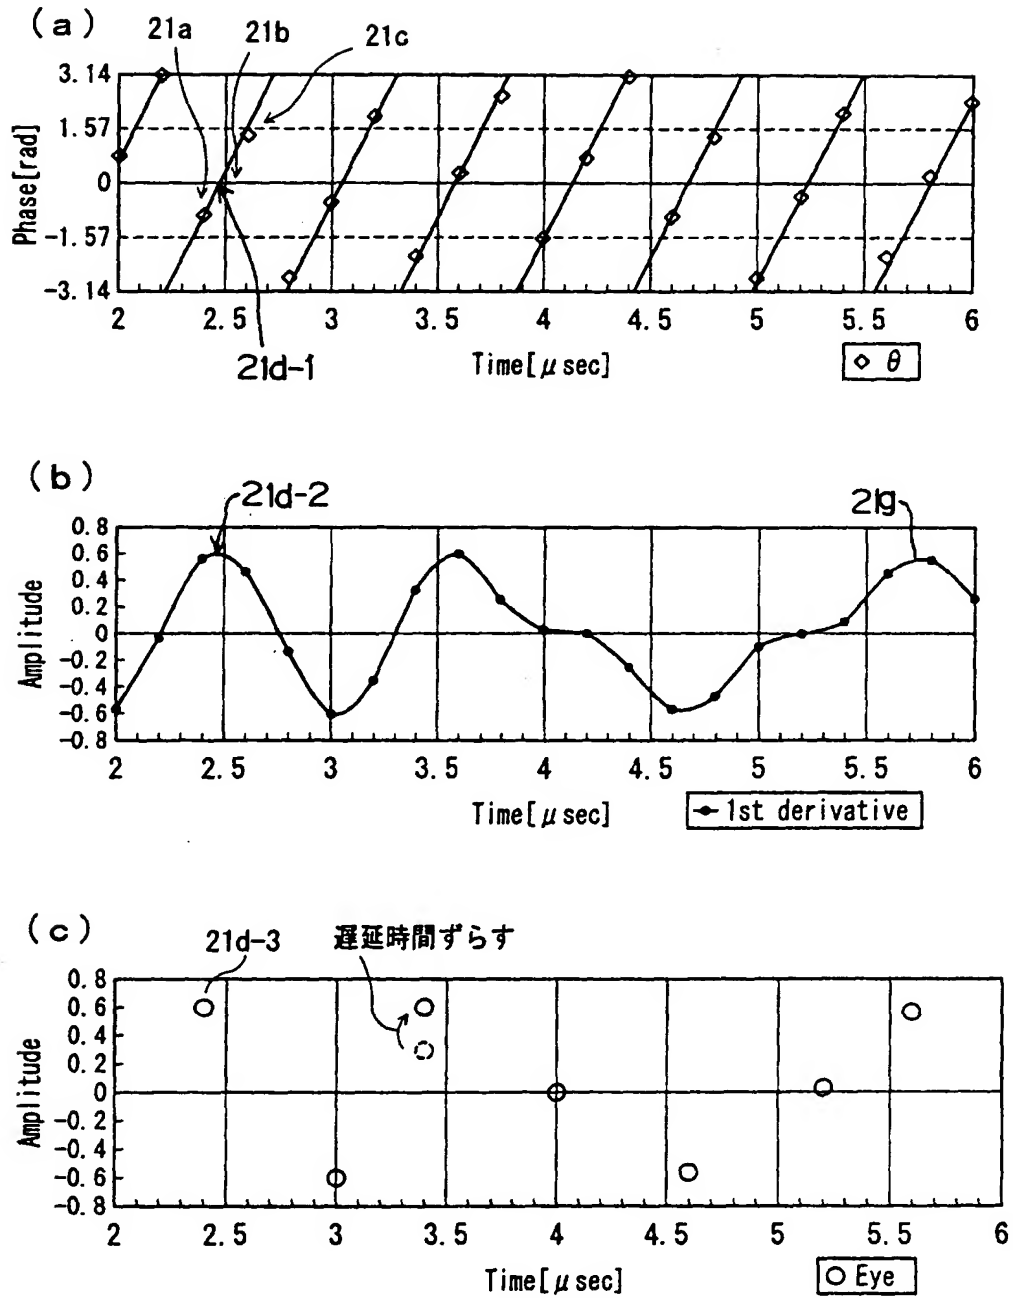 (a)
21a 21b 21c
3.14
1.57
0
-1.57
-3.14
Phase[rad]
2 2.5 3 3.5 4 4.5 5 5.5 6
21d-1
Time[μsec]
◇ θ
(b)
21d-2
21g
0.8
0.6
0.4
0.2
0
-0.2
-0.4
-0.6
-0.8
Amplitude
2 2.5 3 3.5 4 4.5 5 5.5 6
Time[μsec]
1st derivative
(c)
21d-3 遅延時間ずらす
0.8
0.6
0.4
0.2
0
-0.2
-0.4
-0.6
-0.8
Amplitude
2 2.5 3 3.5 4 4.5 5 5.5 6
Time[μsec]
○ Eye